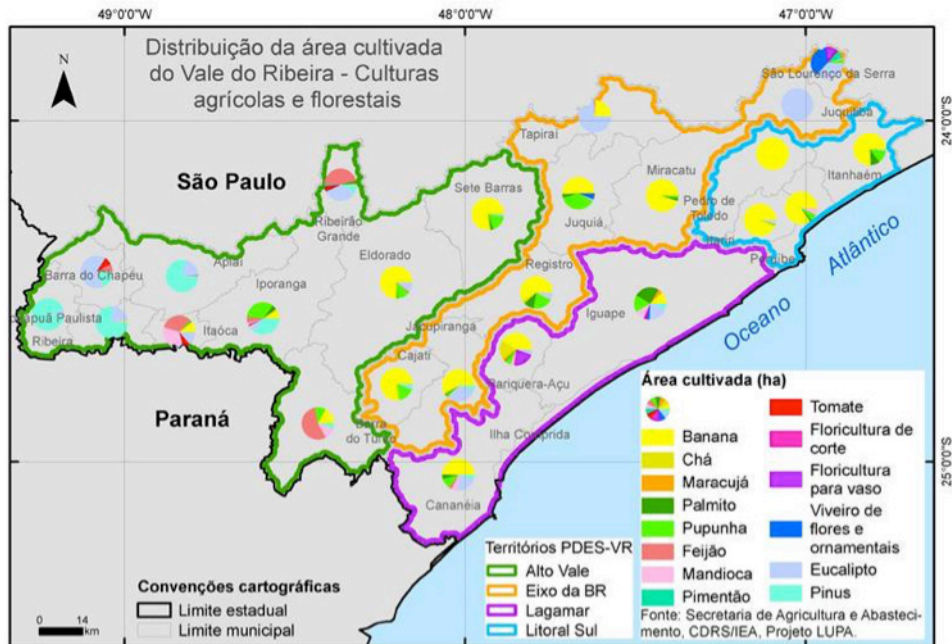 49°0'0"W
48°0'0"W
47°0'0"W
Distribuição da área cultivada
do Vale do Ribeira - Culturas
agrícolas e florestais
N
São Lourenço da Serra
Juquitiba
24°0'0"S
Tapiraí
São Paulo
Miracatu
Itanhaém
Sete Barras
Pedro de
Toledo
Juquiá
Ribeirão
Grande
Itariri
Peruíbe
Atlântico
Eldorado
Registro
Barra do Chapéu
Apiaí
Iporanga
Iguape
Oceano
Itapuã Paulista
Ribeira
Itaóca
Jacupiranga
Cajati
Pariquera-Açu
Paraná
Barra
do Turvo
Ilha Comprida
25°0'0"S
Cananéia
Área cultivada (ha)
Banana
Chá
Maracujá
Palmito
Pupunha
Feijão
Mandioca
Pimentão
Tomate
Floricultura de
corte
Floricultura
para vaso
Viveiro de
flores e
ornamentais
Eucalipto
Pinus
Territórios PDES-VR
Alto Vale
Eixo da BR
Lagamar
Litoral Sul
Convenções cartográficas
Limite estadual
Limite municipal
0 14
km
Fonte: Secretaria de Agricultura e Abasteci-
mento, CDRS/IEA, Projeto LUPA.